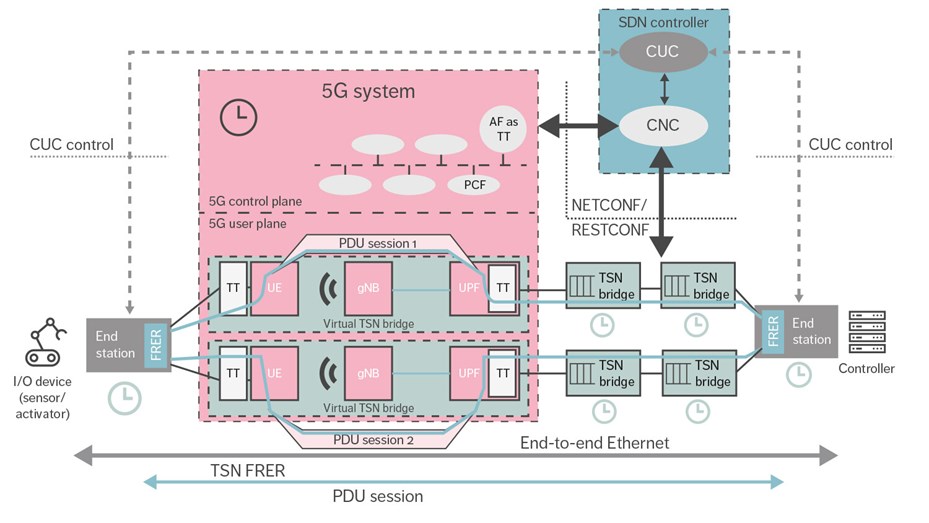 SDN controller
CUC
CNC
5G system
AF as
TT
PCF
CUC control
CUC control
5G control plane
5G user plane
NETCONF/
RESTCONF
PDU session 1
TT
UE
gNB
UPF
TT
Virtual TSN bridge
TSN
bridge
TSN
bridge
End
station
FRER
FRER
End
station
I/O device
(sensor/
activator)
Controller
TT
UE
gNB
UPF
TT
Virtual TSN bridge
TSN
bridge
TSN
bridge
PDU session 2
End-to-end Ethernet
TSN FRER
PDU session